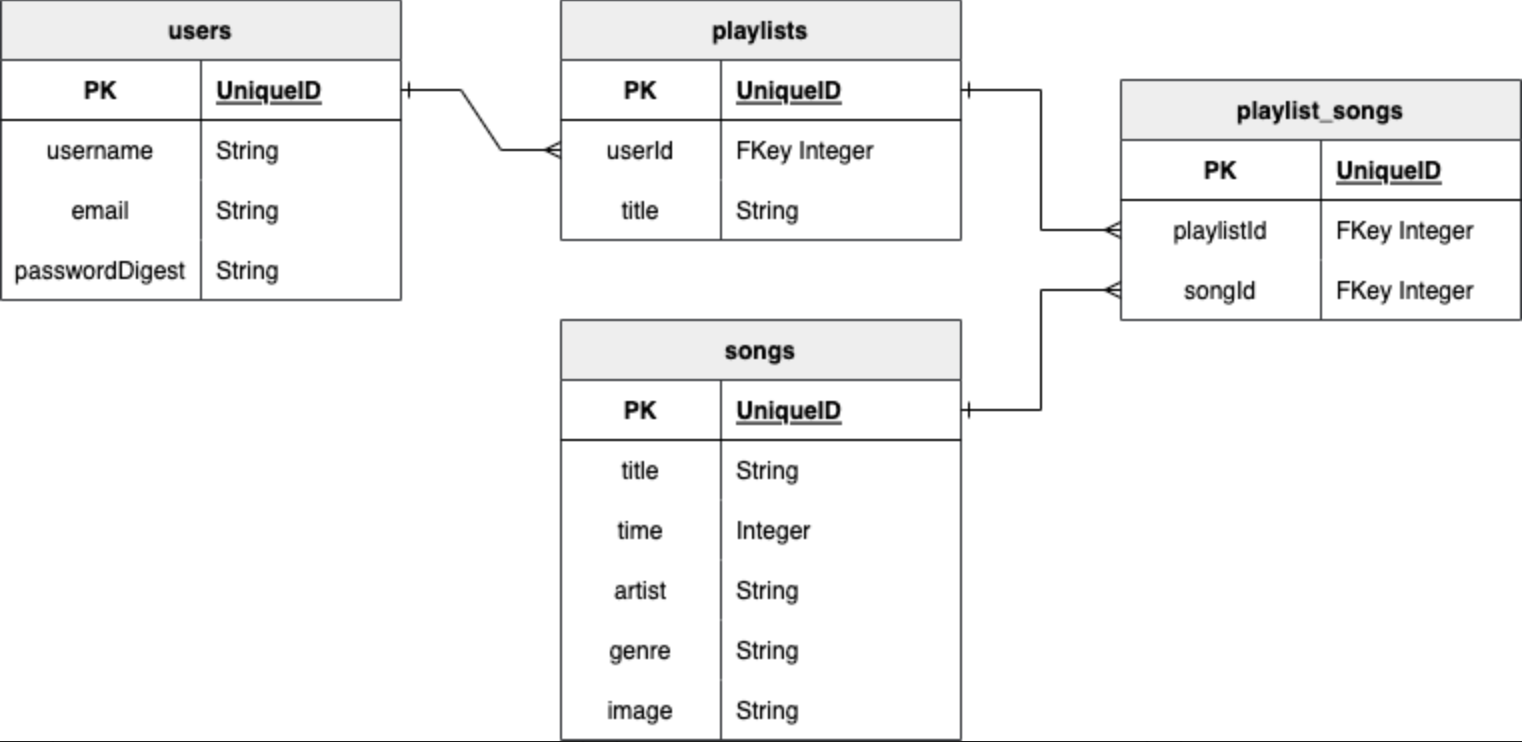 users
PK UniqueID
username String
email String
passwordDigest String
playlists
PK UniqueID
userId FKey Integer
title String
playlist_songs
PK UniqueID
playlistId FKey Integer
songId FKey Integer
songs
PK UniqueID
title String
time Integer
artist String
genre String
image String